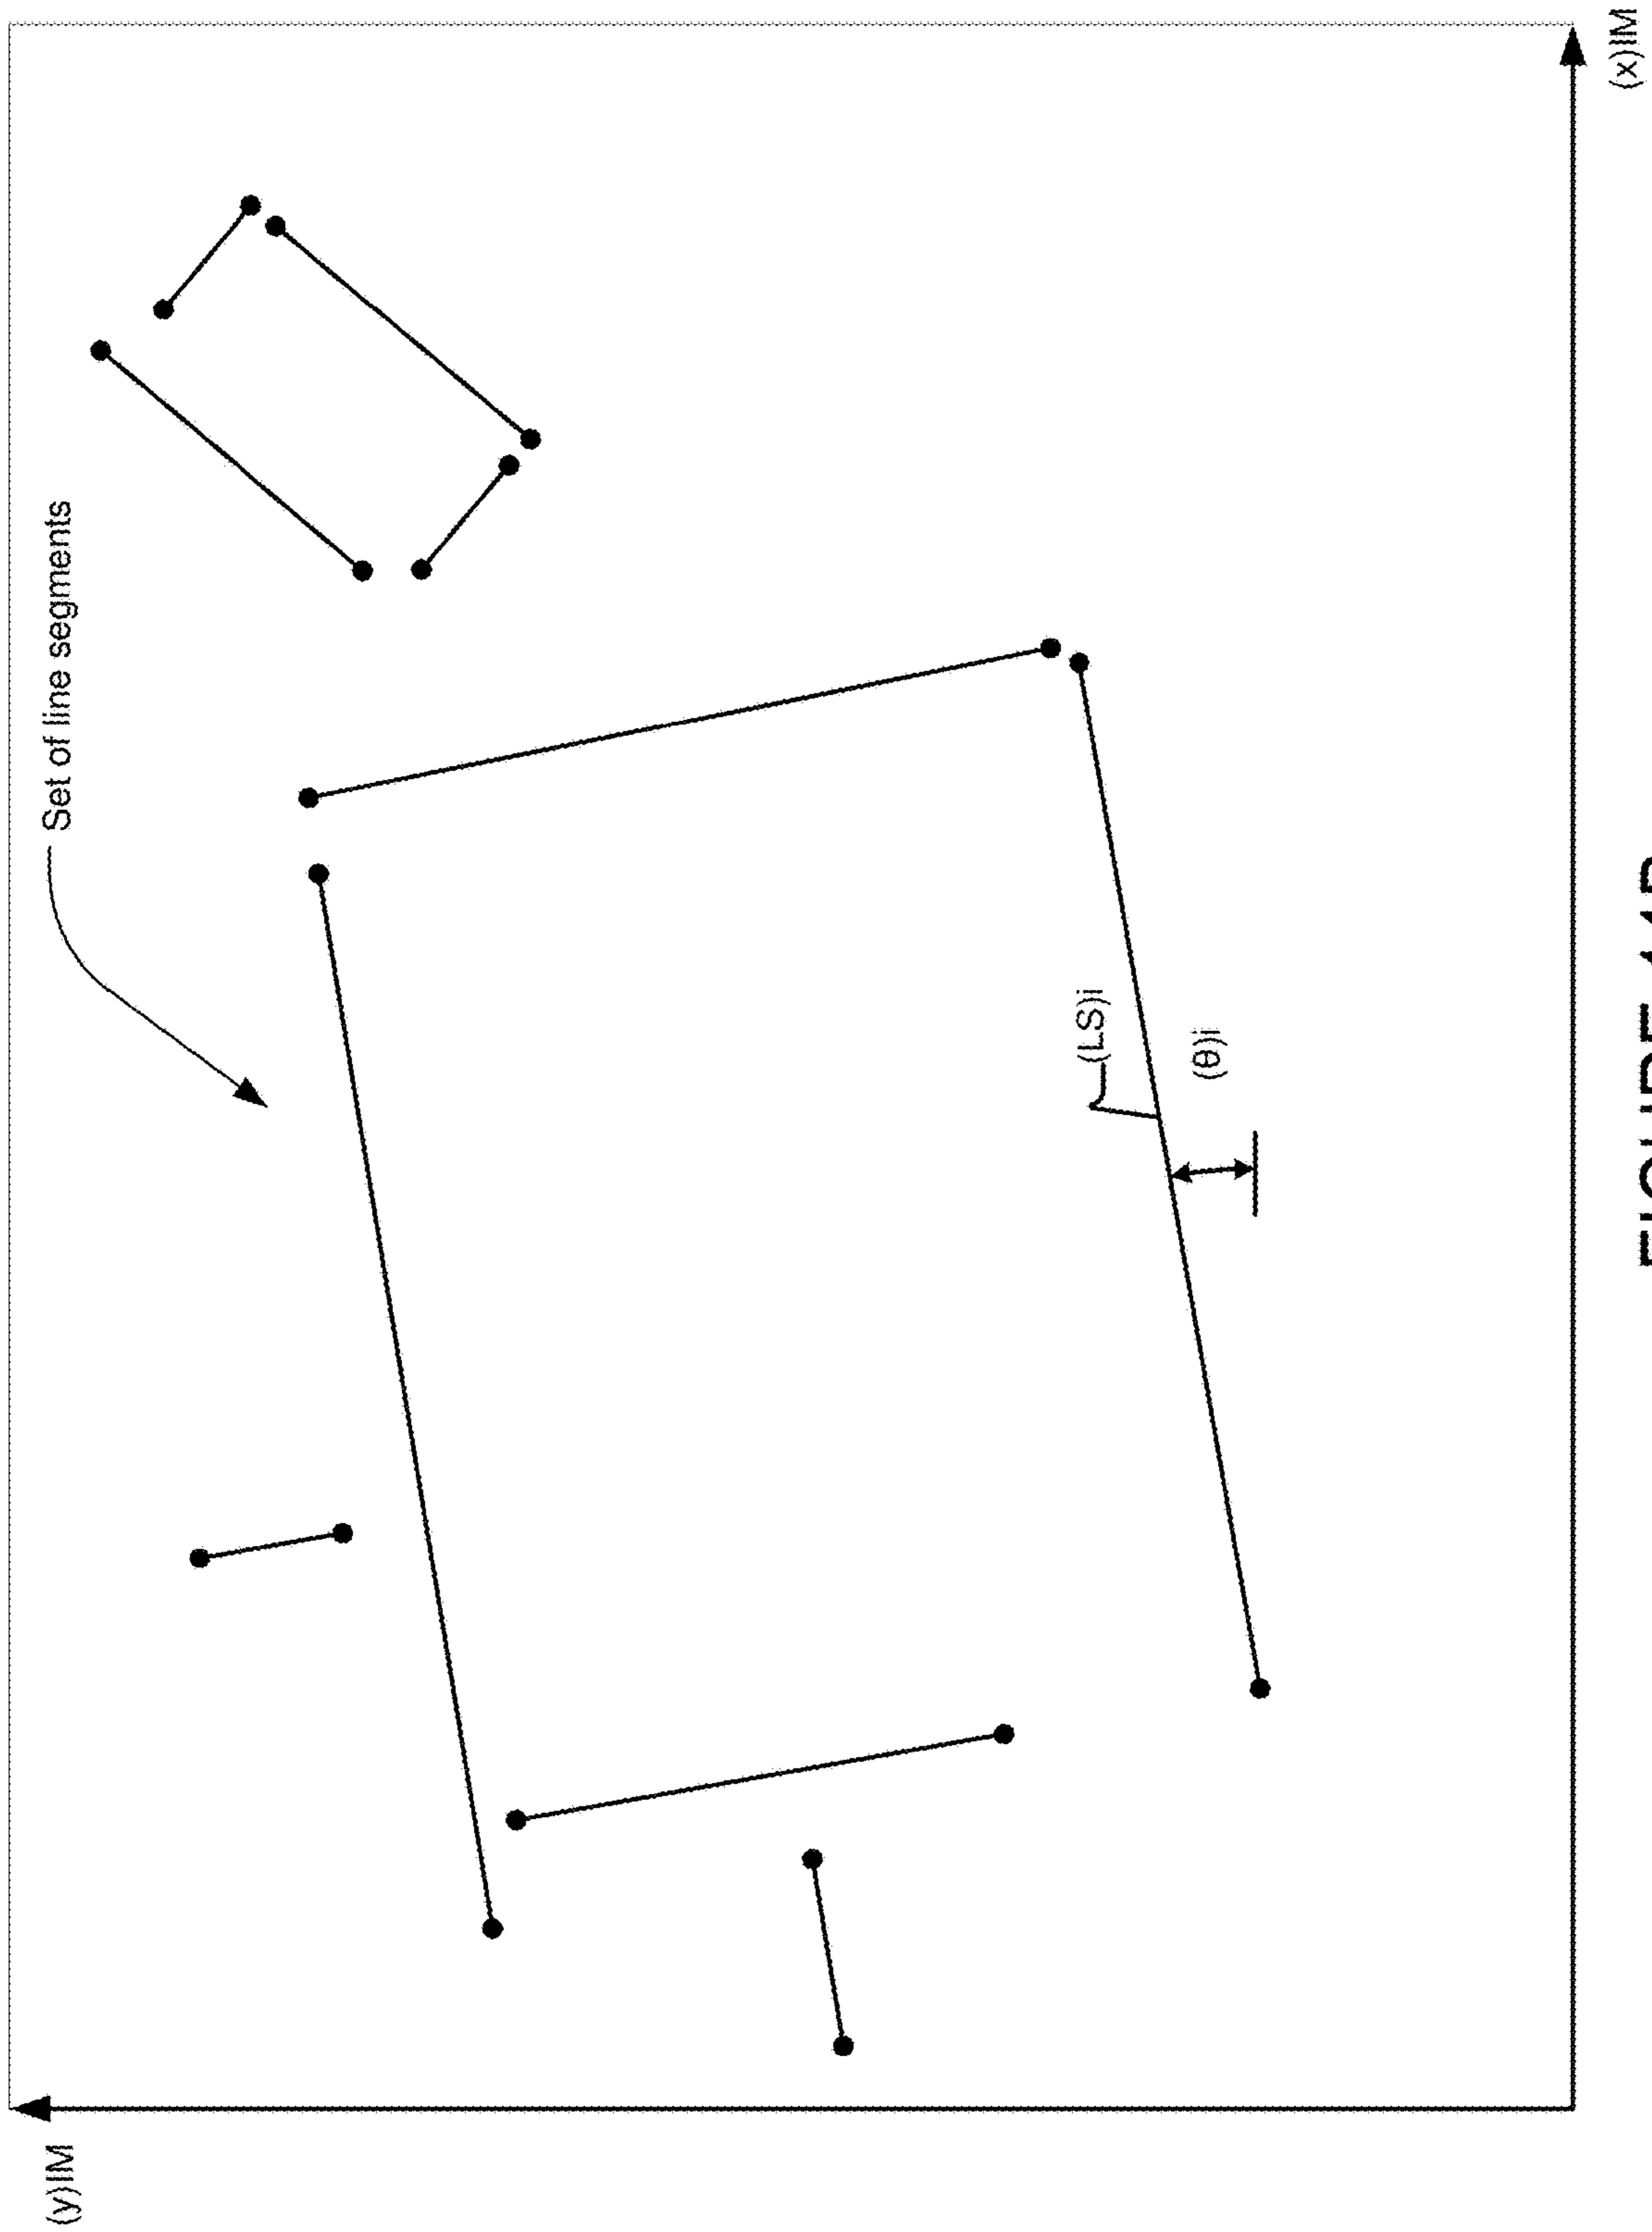 (y)IM
Set of line segments
(LS)i
(θ)i
(x)IM